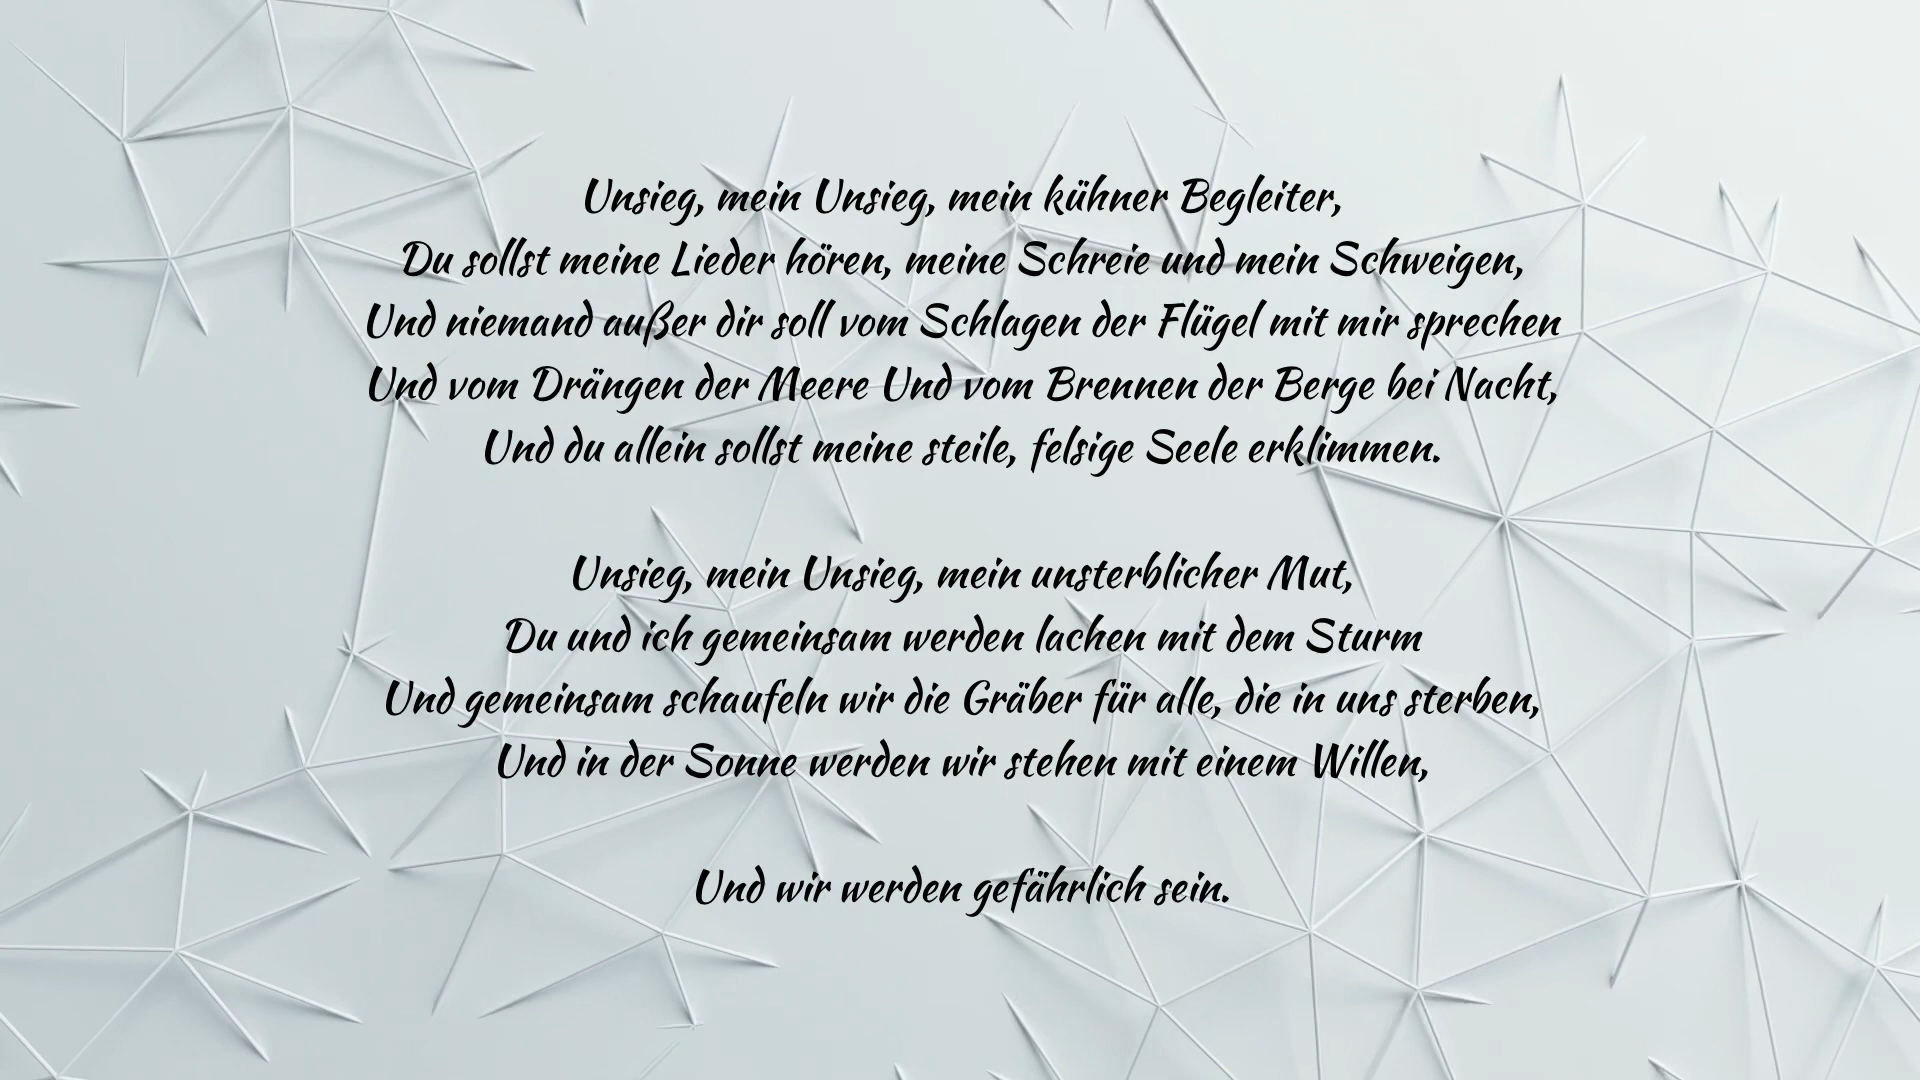 Unsieg, mein Unsieg, mein kühner Begleiter,
Du sollst meine Lieder hören, meine Schreie und mein Schweigen,
Und niemand außer dir soll vom Schlagen der Flügel mit mir sprechen
Und vom Drängen der Meere Und vom Brennen der Berge bei Nacht,
Und du allein sollst meine steile, felsige Seele erklimmen.
Unsieg, mein Unsieg, mein unsterblicher Mut,
Du und ich gemeinsam werden lachen mit dem Sturm
Und gemeinsam schaufeln wir die Gräber für alle, die in uns sterben,
Und in der Sonne werden wir stehen mit einem Willen,
Und wir werden gefährlich sein.